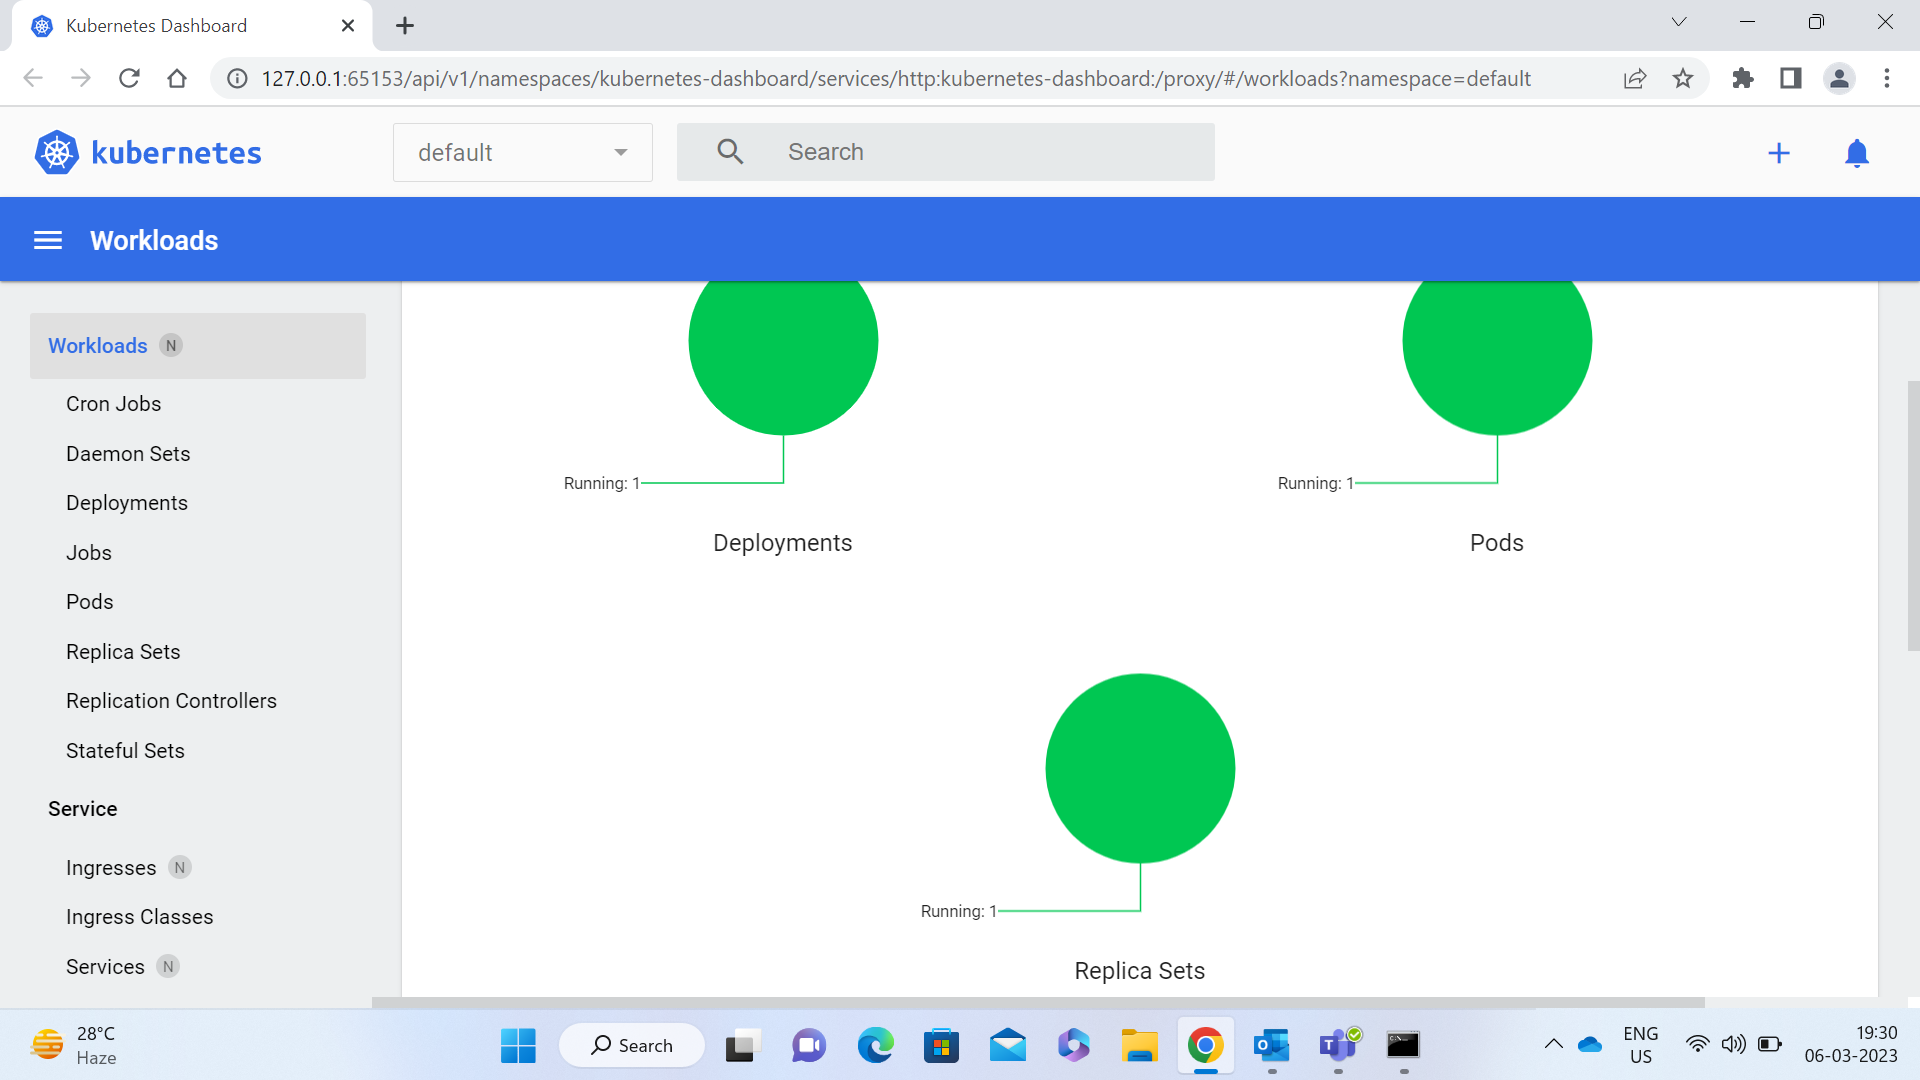 Kubernetes Dashboard
127.0.0.1:65153/api/v1/namespaces/kubernetes-dashboard/services/http:kubernetes-dashboard:/proxy/#/workloads?namespace=default
kubernetes
default
Search
Workloads
Workloads N
Cron Jobs
Daemon Sets
Deployments
Jobs
Pods
Replica Sets
Replication Controllers
Stateful Sets
Service
Ingresses N
Ingress Classes
Services N
Running: 1
Deployments
Running: 1
Pods
Running: 1
Replica Sets
28°C
Haze
Search
ENG
US
19:30
06-03-2023